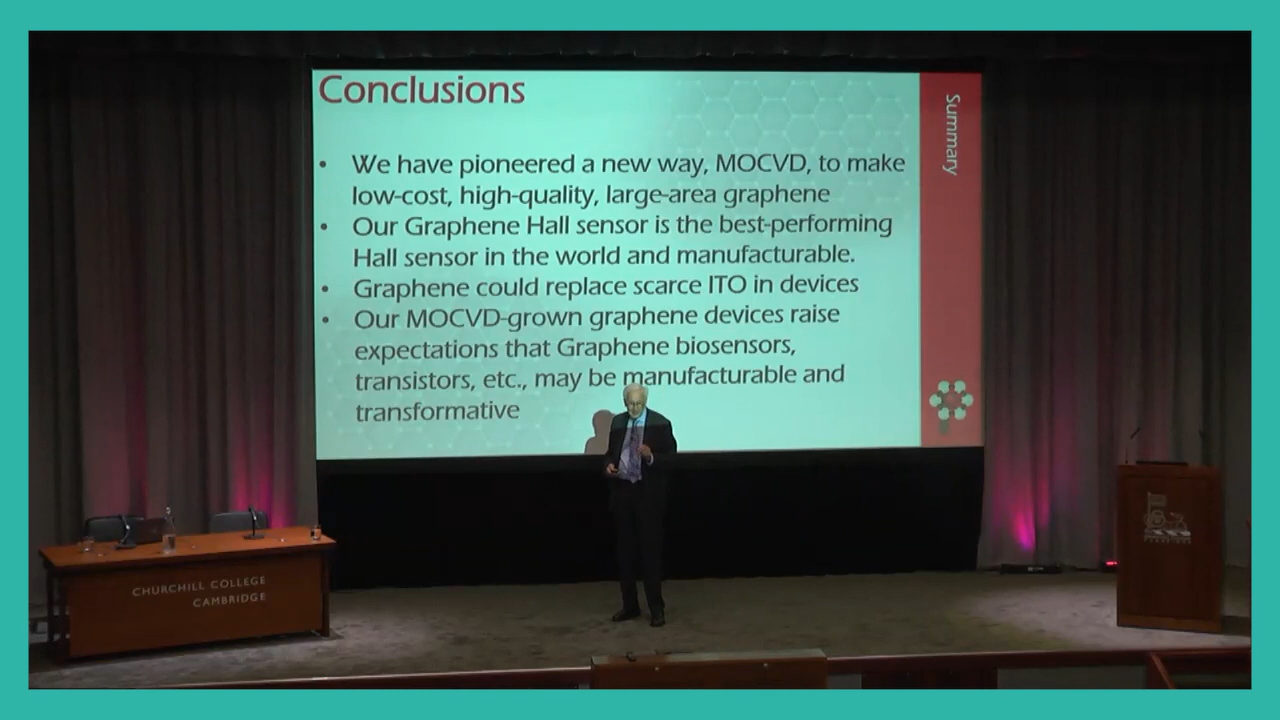 Conclusions
Summary
• We have pioneered a new way, MOCVD, to make
low-cost, high-quality, large-area graphene
• Our Graphene Hall sensor is the best-performing
Hall sensor in the world and manufacturable.
• Graphene could replace scarce ITO in devices
• Our MOCVD-grown graphene devices raise
expectations that Graphene biosensors,
transistors, etc., may be manufacturable and
transformative
CHURCHILL COLLEGE
CAMBRIDGE